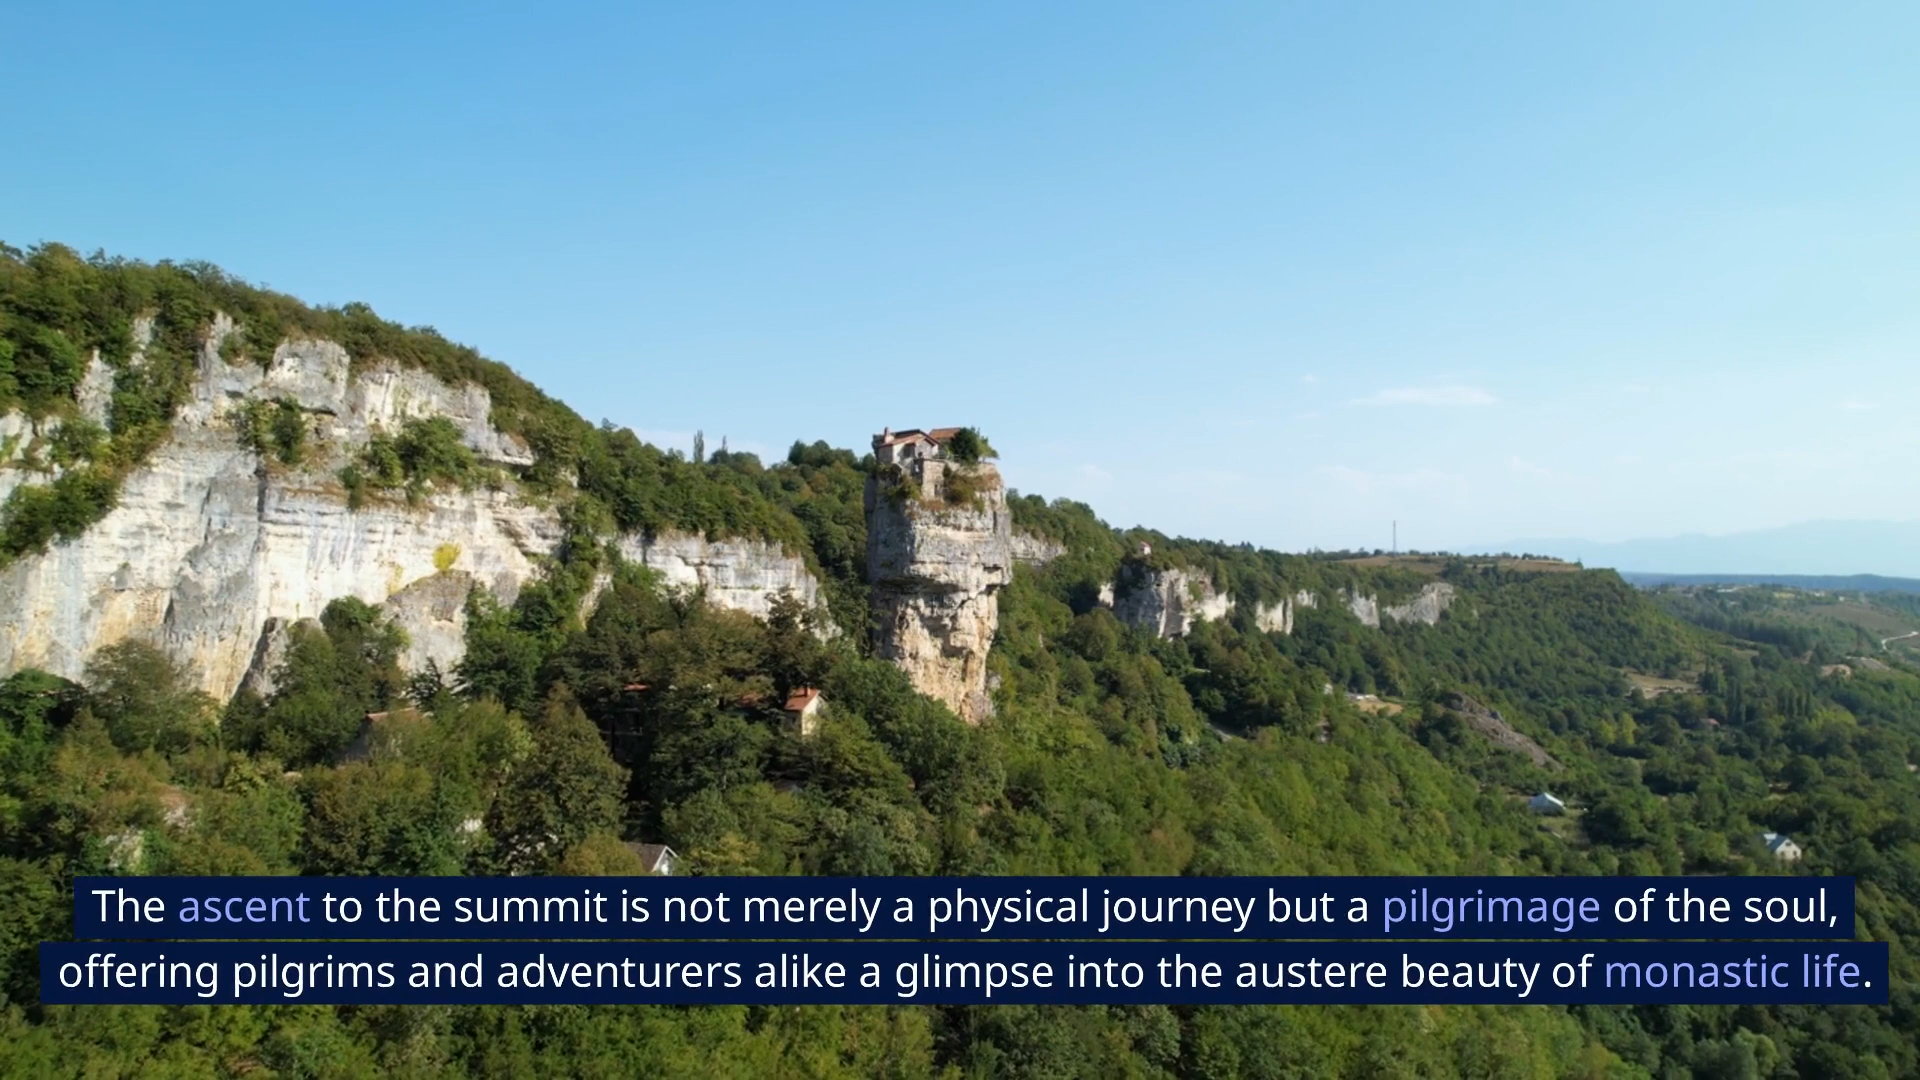 The ascent to the summit is not merely a physical journey but a pilgrimage of the soul,
offering pilgrims and adventurers alike a glimpse into the austere beauty of monastic life.